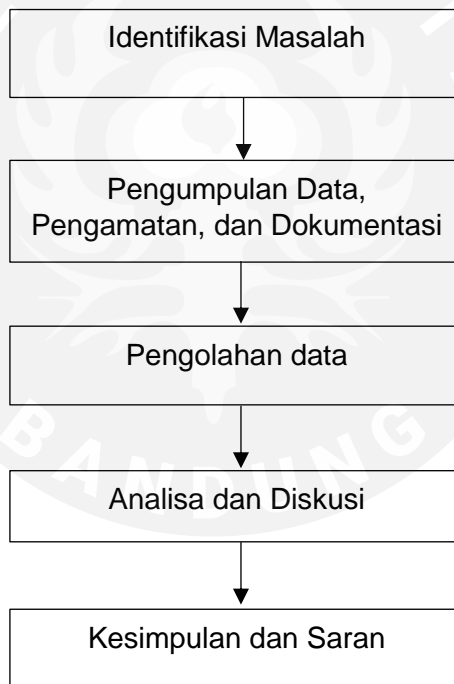 Identifikasi Masalah
Pengumpulan Data,
Pengamatan, dan Dokumentasi
Pengolahan data
BANDUNG
Analisa dan Diskusi
Kesimpulan dan Saran